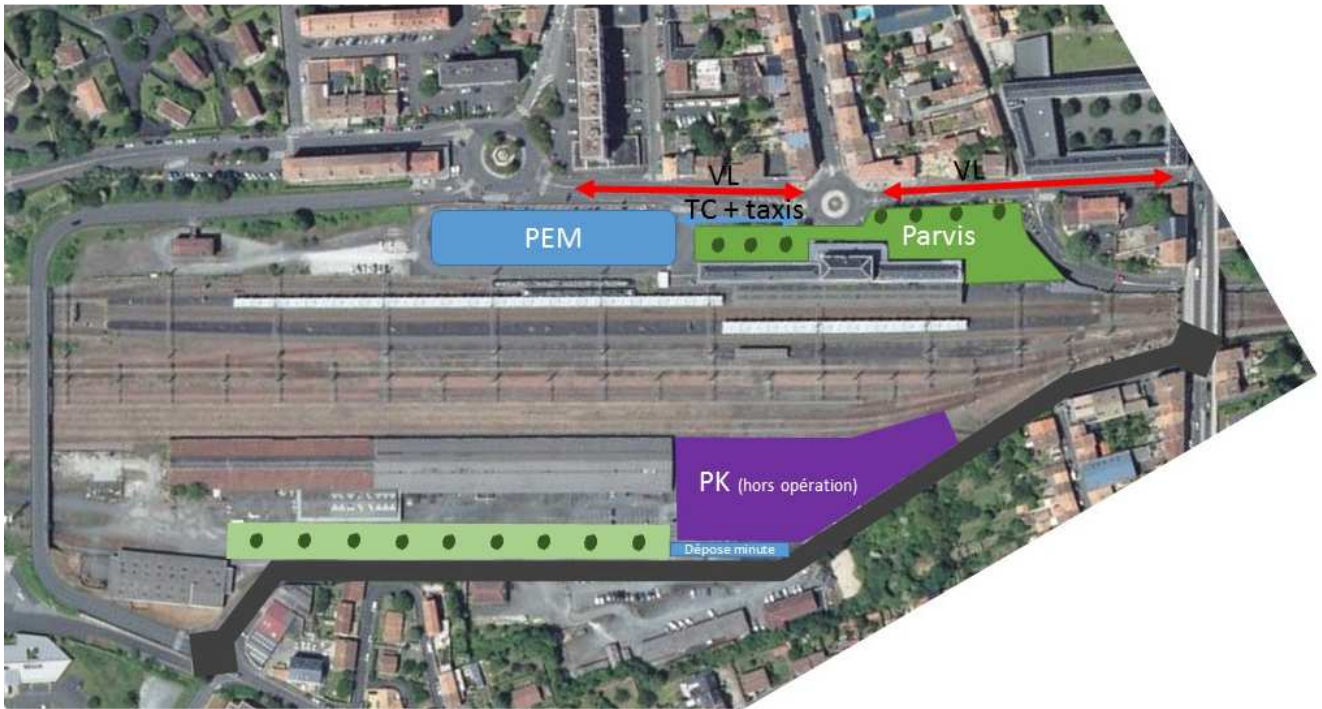 VL
VL
TC + taxis
PEM
Parvis
PK (hors opération)
Dépose minute